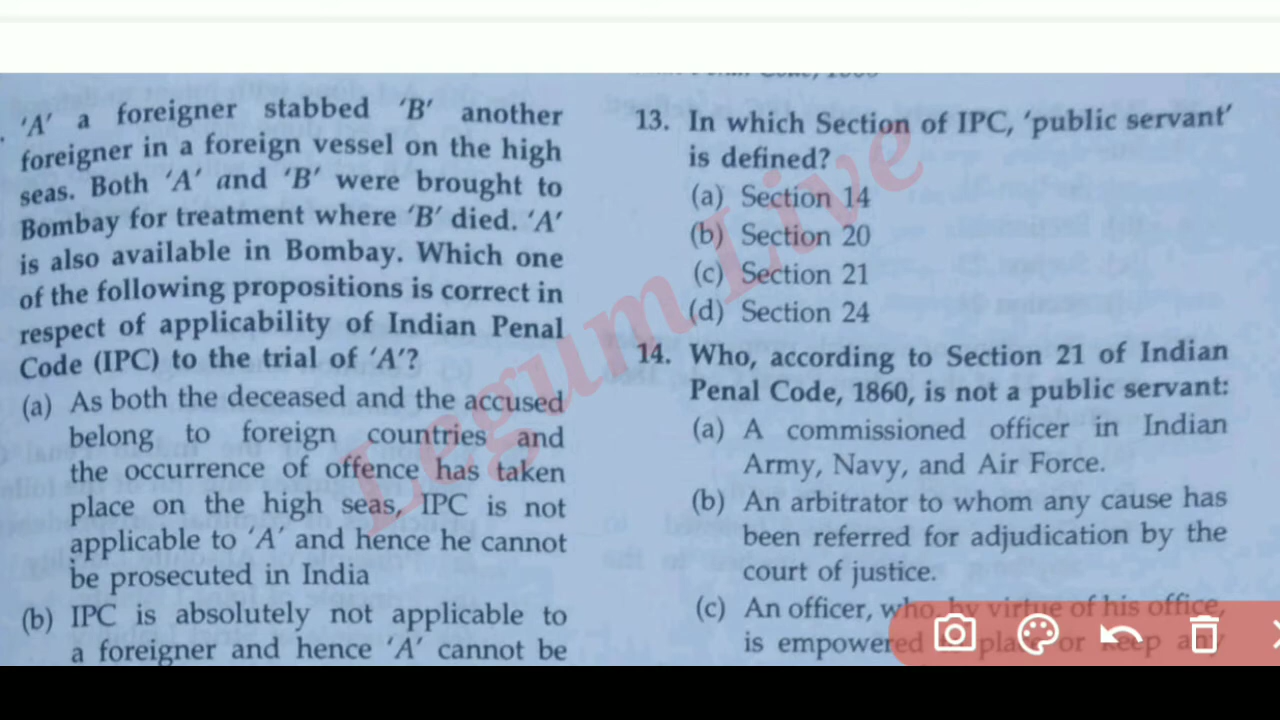 'A' a foreigner stabbed 'B' another
foreigner in a foreign vessel on the high
seas. Both 'A' and 'B' were brought to
Bombay for treatment where 'B' died. 'A'
is also available in Bombay. Which one
of the following propositions is correct in
respect of applicability of Indian Penal
Code (IPC) to the trial of 'A'?
(a) As both the deceased and the accused
belong to foreign countries and
the occurrence of offence has taken
place on the high seas, IPC is not
applicable to 'A' and hence he cannot
be prosecuted in India
(b) IPC is absolutely not applicable to
a foreigner and hence 'A' cannot be
13. In which Section of IPC, 'public servant'
is defined?
(a) Section 14
(b) Section 20
(c) Section 21
(d) Section 24
14. Who, according to Section 21 of Indian
Penal Code, 1860, is not a public servant:
(a) A commissioned officer in Indian
Army, Navy, and Air Force.
(b) An arbitrator to whom any cause has
been referred for adjudication by the
court of justice.
(c) An officer, who, by virtue of his office,
is empowered or keep any
Legum Live